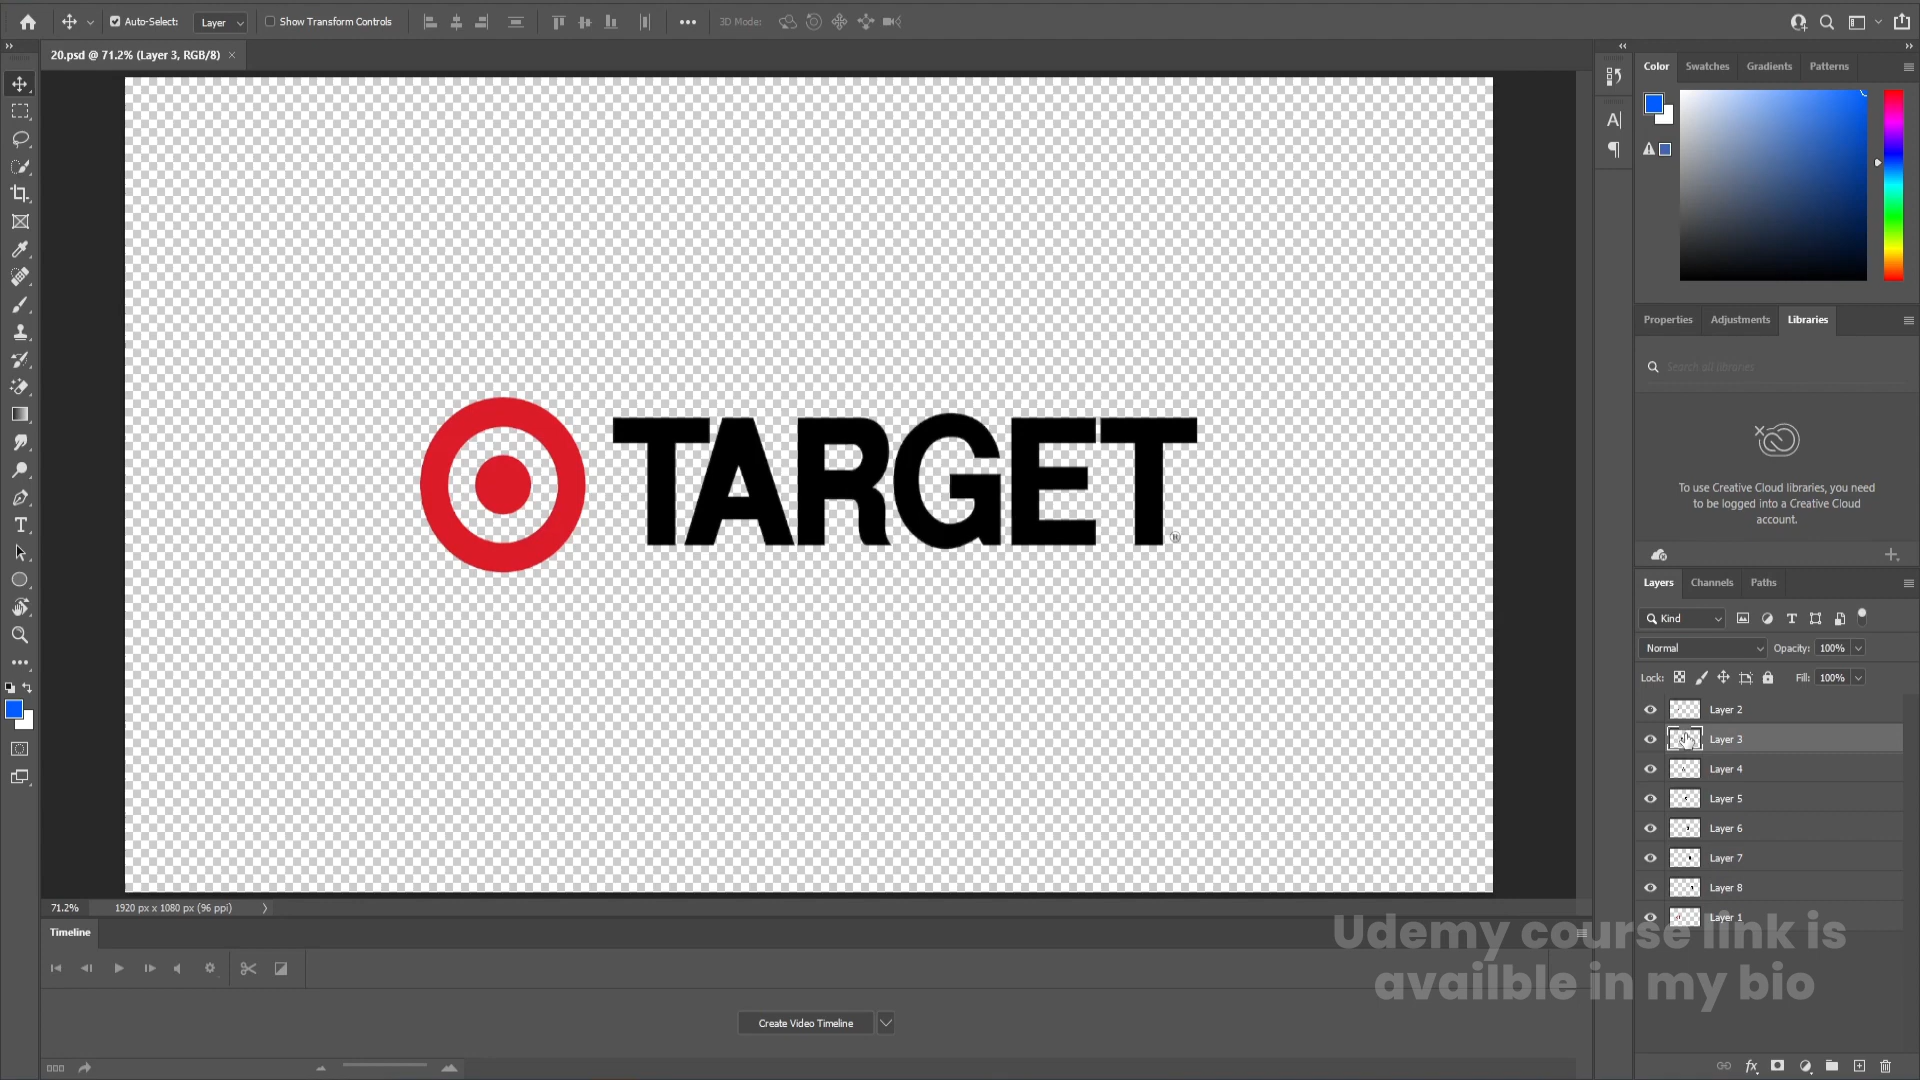 Auto-Select:
Layer
Show Transform Controls
3D Mode:
20.psd @ 71.2% (Layer 3, RGB/8)
Color
Swatches
Gradients
Patterns
TARGET
®
Properties
Adjustments
Libraries
Search all libraries
To use Creative Cloud libraries, you need
to be logged into a Creative Cloud
account.
Layers
Channels
Paths
Kind
Normal
Opacity:
100%
Lock:
Fill:
100%
Layer 2
Layer 3
Layer 4
Layer 5
Layer 6
Layer 7
Layer 8
Layer 1
71.2%
1920 px x 1080 px (96 ppi)
Timeline
Create Video Timeline
Udemy course link is
availble in my bio